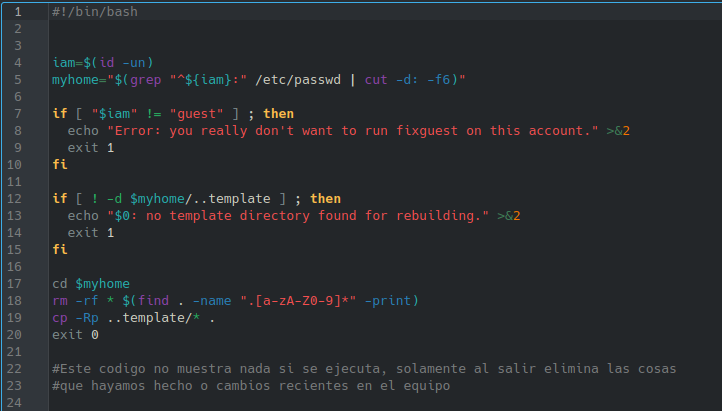 1 #!/bin/bash
2
3
4 iam=$(id -un)
5 myhome="$(grep "^${iam}:" /etc/passwd | cut -d: -f6)"
6
7 if [ "$iam" != "guest" ] ; then
8   echo "Error: you really don't want to run fixguest on this account." >&2
9   exit 1
10 fi
11
12 if [ ! -d $myhome/..template ] ; then
13   echo "$0: no template directory found for rebuilding." >&2
14   exit 1
15 fi
16
17 cd $myhome
18 rm -rf * $(find . -name ".[a-zA-Z0-9]*" -print)
19 cp -Rp ..template/* .
20 exit 0
21
22 #Este codigo no muestra nada si se ejecuta, solamente al salir elimina las cosas
23 #que hayamos hecho o cambios recientes en el equipo
24